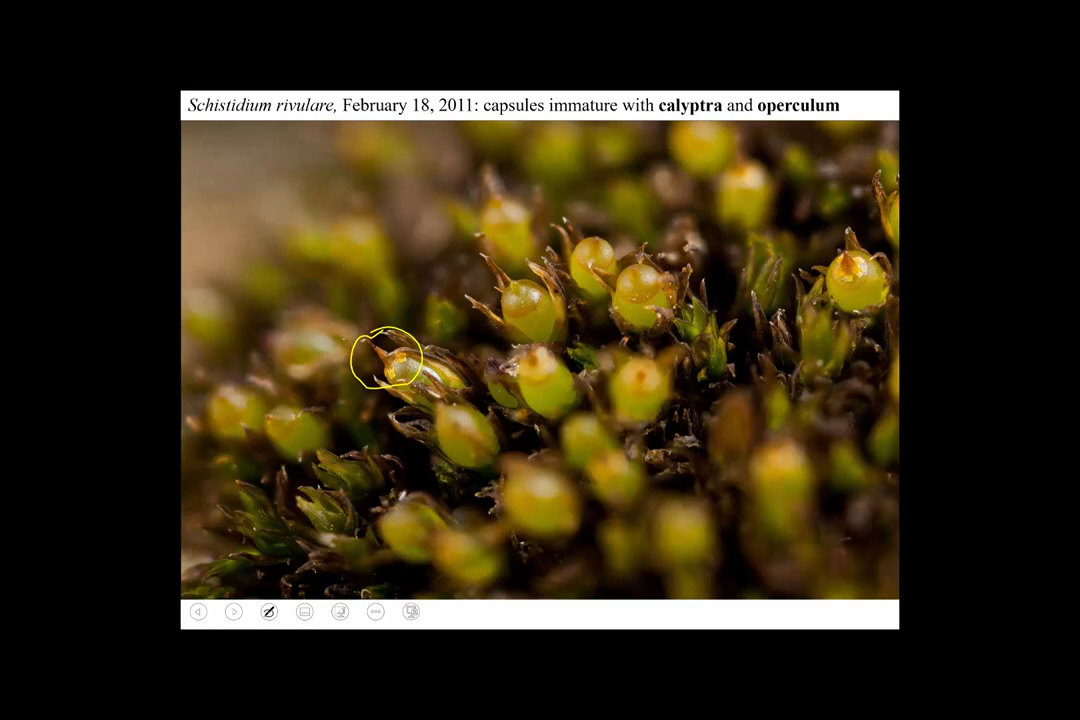 Schistidium rivulare, February 18, 2011: capsules immature with calyptra and operculum